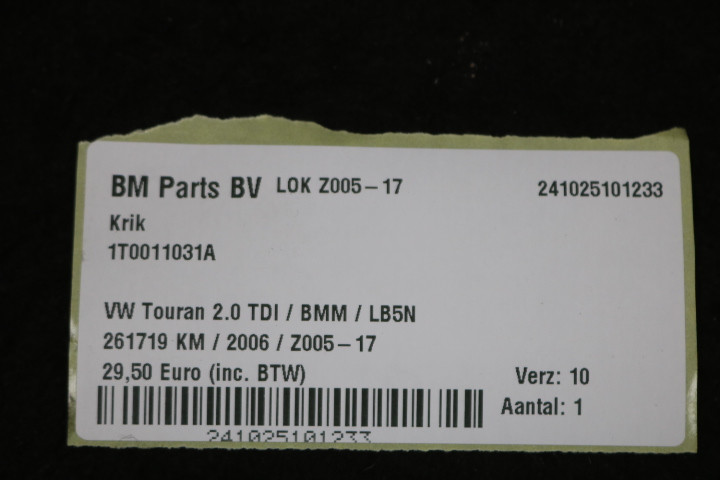 BM Parts BV LOK Z005-17 241025101233
Krik
1T0011031A
VW Touran 2.0 TDI / BMM / LB5N
261719 KM / 2006 / Z005-17
29,50 Euro (inc. BTW) Verz: 10
Aantal: 1
241025101233